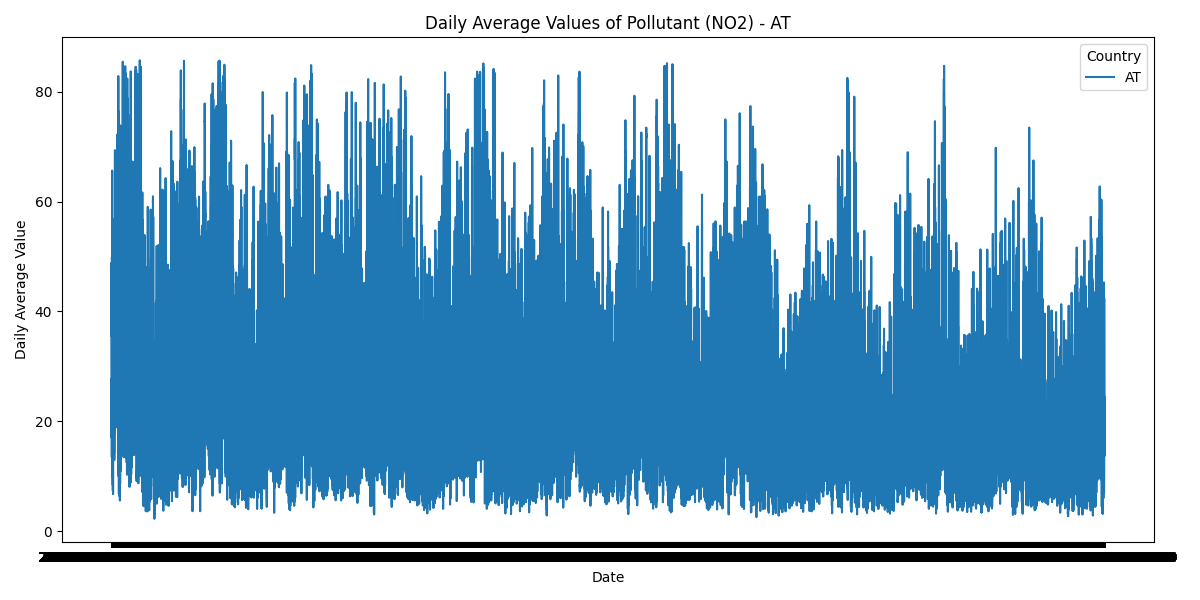 Daily Average Values of Pollutant (NO2) - AT
Country
AT
Daily Average Value
80
60
40
20
0
Date